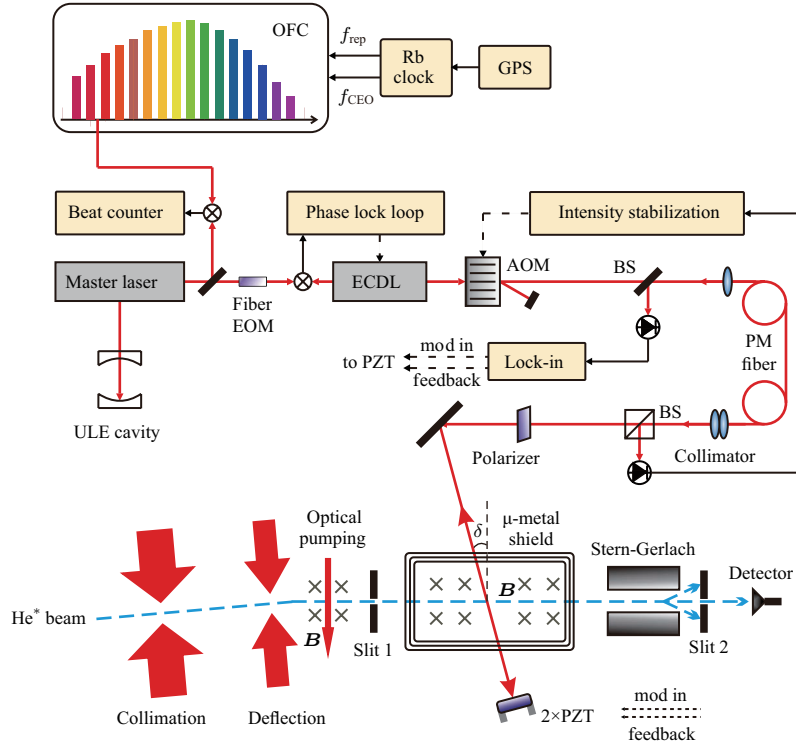 OFC
f_rep
f_CEO
Rb
clock
GPS
Beat counter
Phase lock loop
Intensity stabilization
Master laser
Fiber
EOM
ECDL
AOM
BS
PM
fiber
mod in
to PZT
feedback
Lock-in
ULE cavity
BS
Polarizer
Collimator
Optical
pumping
δ
μ-metal
shield
Stern-Gerlach
Detector
He* beam
B
B
Slit 1
Slit 2
Collimation
Deflection
2×PZT
mod in
feedback